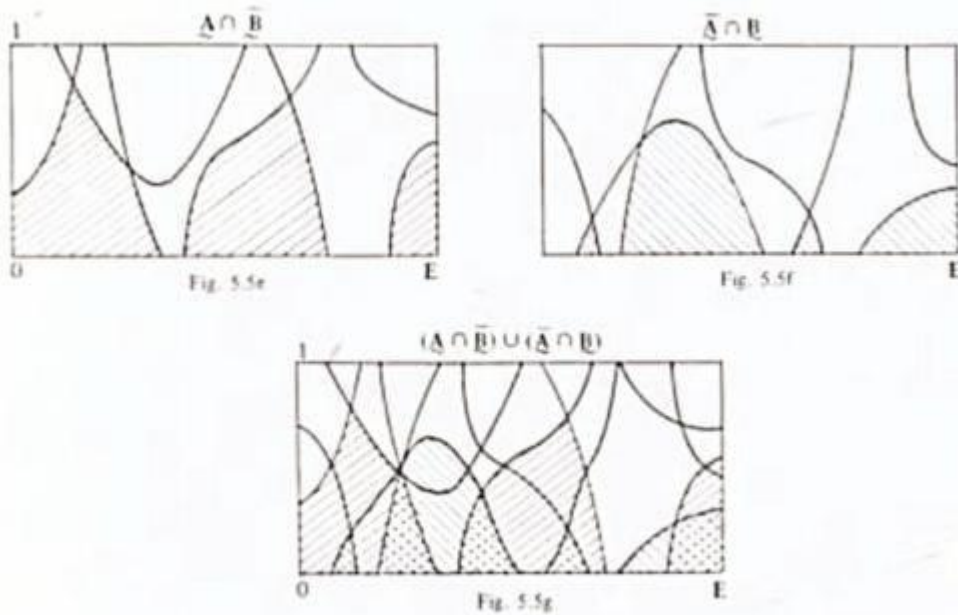 A ∩ B̄
1
0
E
Fig. 5.5e
Ā ∩ B
E
Fig. 5.5f
(A ∩ B̄) ∪ (Ā ∩ B)
1
0
E
Fig. 5.5g